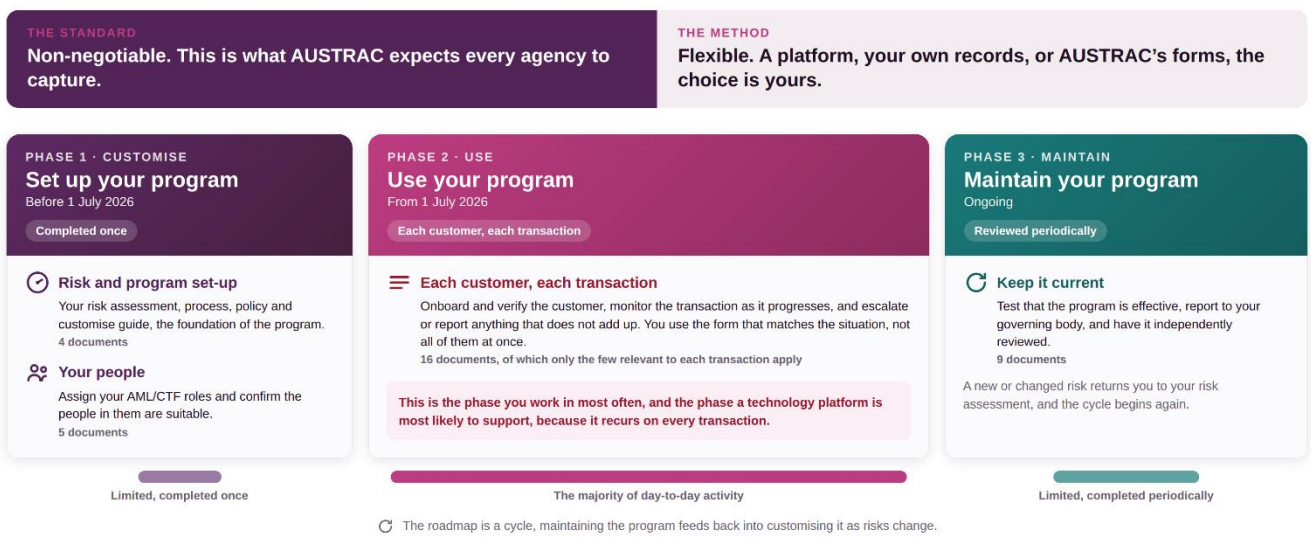 THE STANDARD
Non-negotiable. This is what AUSTRAC expects every agency to
capture.
THE METHOD
Flexible. A platform, your own records, or AUSTRAC’s forms, the
choice is yours.
PHASE 1 · CUSTOMISE
Set up your program
Before 1 July 2026
Completed once
Risk and program set-up
Your risk assessment, process, policy and
customise guide, the foundation of the program.
4 documents
Your people
Assign your AML/CTF roles and confirm the
people in them are suitable.
5 documents
Limited, completed once
PHASE 2 · USE
Use your program
From 1 July 2026
Each customer, each transaction
Each customer, each transaction
Onboard and verify the customer, monitor the transaction as it progresses, and escalate
or report anything that does not add up. You use the form that matches the situation, not
all of them at once.
16 documents, of which only the few relevant to each transaction apply
This is the phase you work in most often, and the phase a technology platform is
most likely to support, because it recurs on every transaction.
The majority of day-to-day activity
PHASE 3 · MAINTAIN
Maintain your program
Ongoing
Reviewed periodically
Keep it current
Test that the program is effective, report to your
governing body, and have it independently
reviewed.
9 documents
A new or changed risk returns you to your risk
assessment, and the cycle begins again.
Limited, completed periodically
The roadmap is a cycle, maintaining the program feeds back into customising it as risks change.